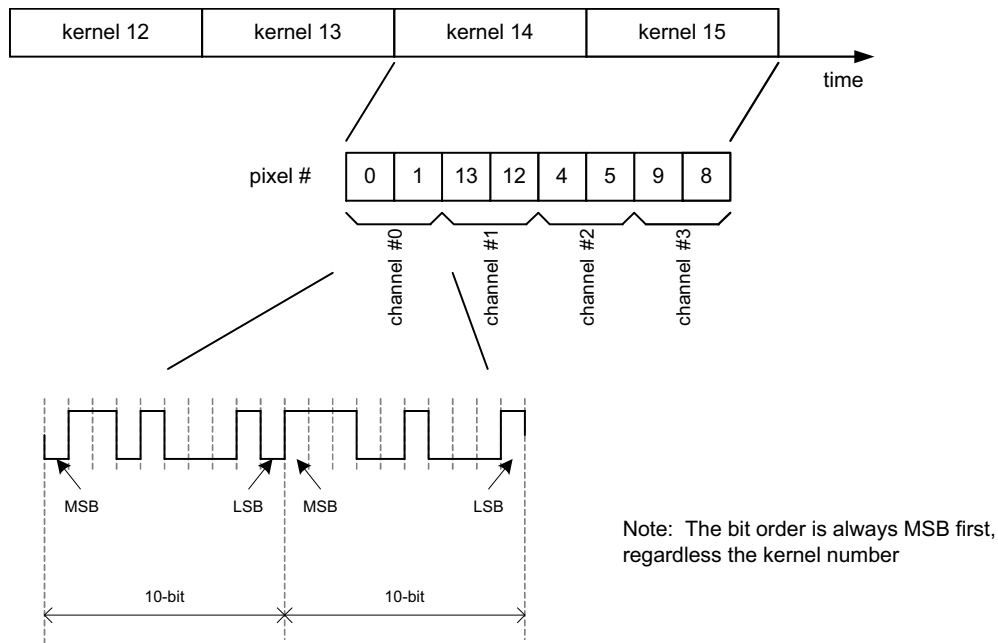 kernel 12 kernel 13 kernel 14 kernel 15
time
pixel # 0 1 13 12 4 5 9 8
channel #0 channel #1 channel #2 channel #3
MSB LSB MSB LSB
Note: The bit order is always MSB first,
regardless the kernel number
10-bit 10-bit